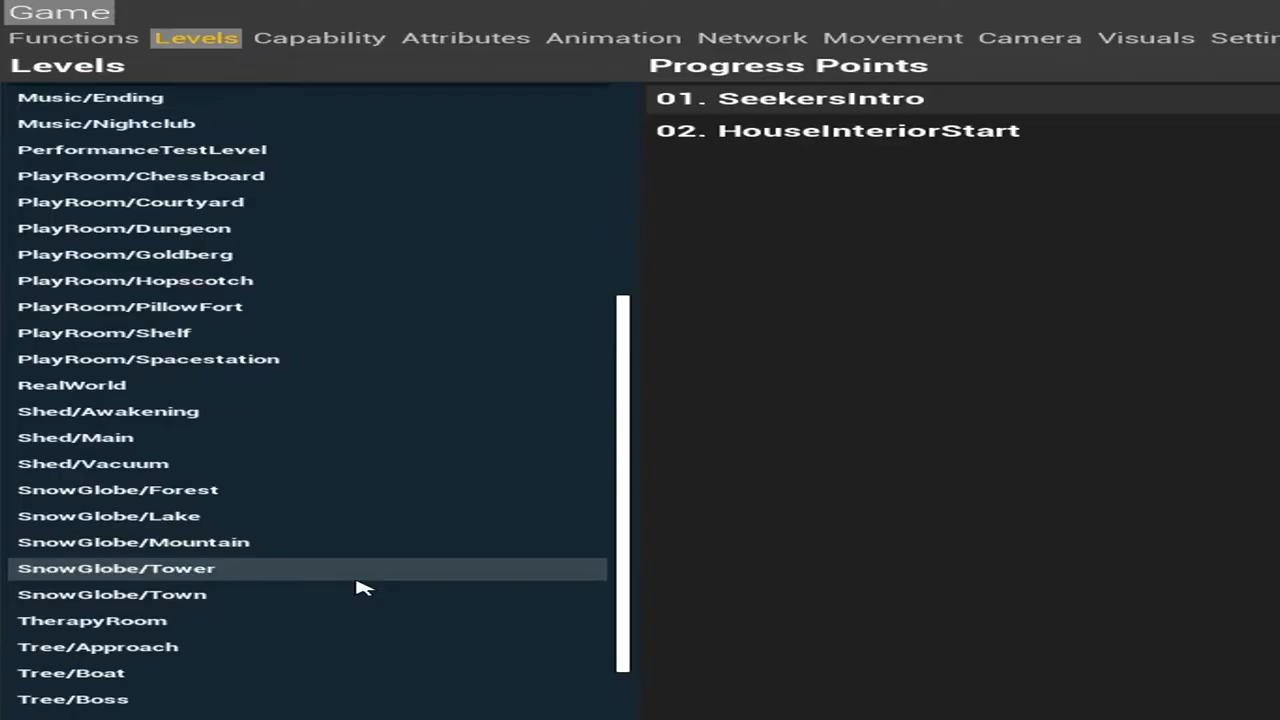 Game
Functions Levels Capability Attributes Animation Network Movement Camera Visuals Settin
Levels
Music/Ending
Music/Nightclub
PerformanceTestLevel
PlayRoom/Chessboard
PlayRoom/Courtyard
PlayRoom/Dungeon
PlayRoom/Goldberg
PlayRoom/Hopscotch
PlayRoom/PillowFort
PlayRoom/Shelf
PlayRoom/Spacestation
RealWorld
Shed/Awakening
Shed/Main
Shed/Vacuum
SnowGlobe/Forest
SnowGlobe/Lake
SnowGlobe/Mountain
SnowGlobe/Tower
SnowGlobe/Town
TherapyRoom
Tree/Approach
Tree/Boat
Tree/Boss
Progress Points
01. SeekersIntro
02. HouseInteriorStart